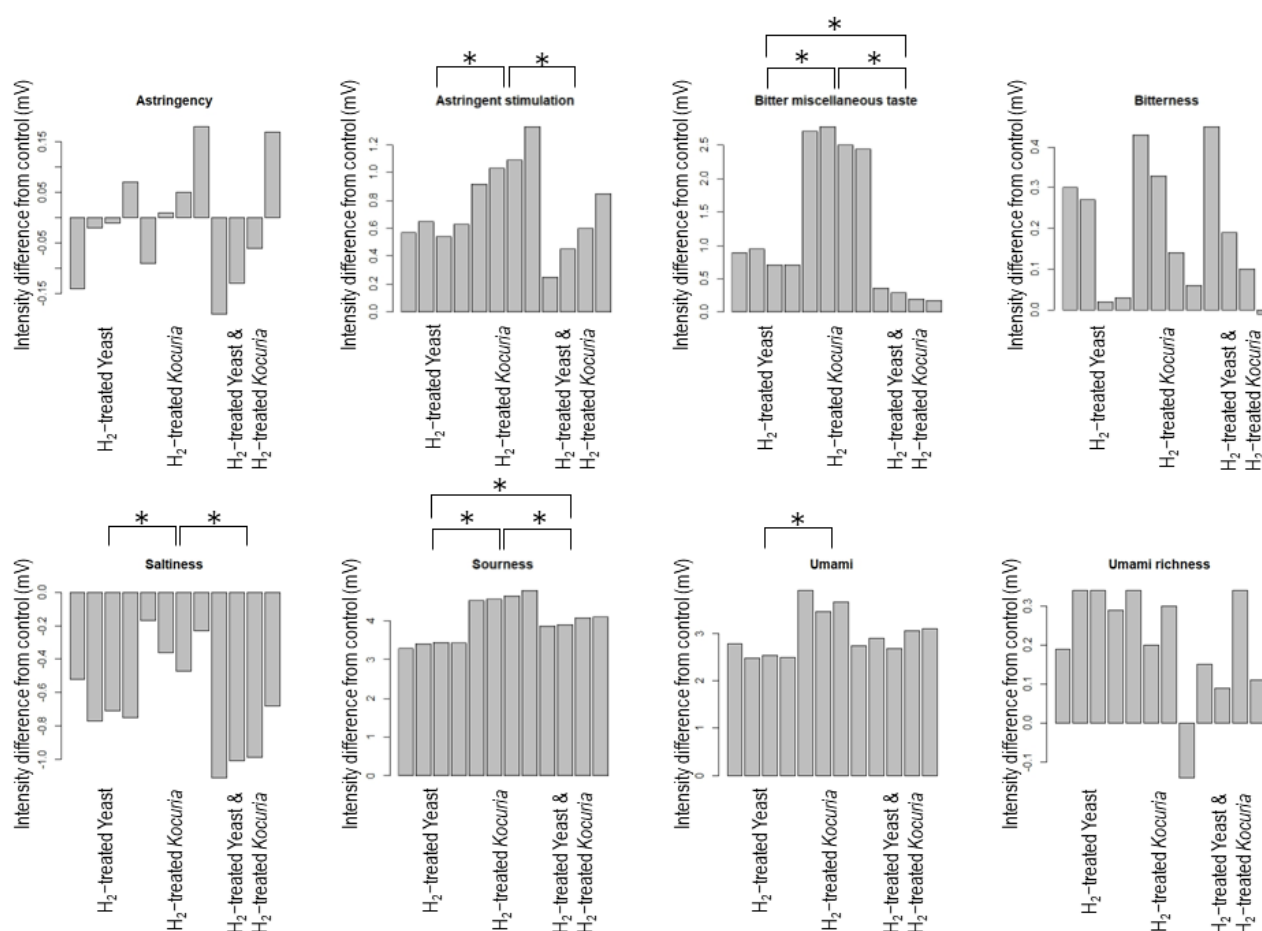 * * *
* * * *
Astringency
Intensity difference from control (mV)
0.15
0.05
-0.05
-0.15
H2-treated Yeast
H2-treated Kocuria
H2-treated Yeast &
H2-treated Kocuria
Astringent stimulation
Intensity difference from control (mV)
1.2
1.0
0.8
0.6
0.4
0.2
0.0
H2-treated Yeast
H2-treated Kocuria
H2-treated Yeast &
H2-treated Kocuria
Bitter miscellaneous taste
Intensity difference from control (mV)
2.5
2.0
1.5
1.0
0.5
0.0
H2-treated Yeast
H2-treated Kocuria
H2-treated Yeast &
H2-treated Kocuria
Bitterness
Intensity difference from control (mV)
0.4
0.3
0.2
0.1
0.0
H2-treated Yeast
H2-treated Kocuria
H2-treated Yeast &
H2-treated Kocuria
* *
Saltiness
Intensity difference from control (mV)
0.0
-0.2
-0.4
-0.6
-0.8
-1.0
H2-treated Yeast
H2-treated Kocuria
H2-treated Yeast &
H2-treated Kocuria
*
* *
Sourness
Intensity difference from control (mV)
4
3
2
1
0
H2-treated Yeast
H2-treated Kocuria
H2-treated Yeast &
H2-treated Kocuria
*
Umami
Intensity difference from control (mV)
3
2
1
0
H2-treated Yeast
H2-treated Kocuria
H2-treated Yeast &
H2-treated Kocuria
Umami richness
Intensity difference from control (mV)
0.3
0.2
0.1
0.0
-0.1
H2-treated Yeast
H2-treated Kocuria
H2-treated Yeast &
H2-treated Kocuria